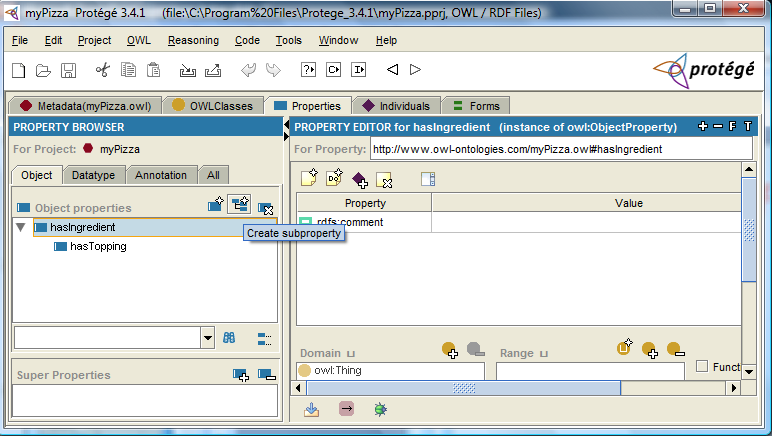 myPizza Protégé 3.4.1 (file:\C:\Program%20Files\Protege_3.4.1\myPizza.pprj, OWL / RDF Files)
File Edit Project OWL Reasoning Code Tools Window Help
protégé
Metadata(myPizza.owl) OWLClasses Properties Individuals Forms
PROPERTY BROWSER
For Project: myPizza
Object Datatype Annotation All
Object properties
hasIngredient
Create subproperty
hasTopping
Super Properties
PROPERTY EDITOR for hasIngredient (instance of owl:ObjectProperty) F T
For Property: http://www.owl-ontologies.com/myPizza.owl#hasIngredient
Property Value
rdfs:comment
Domain Range
owl:Thing Funct